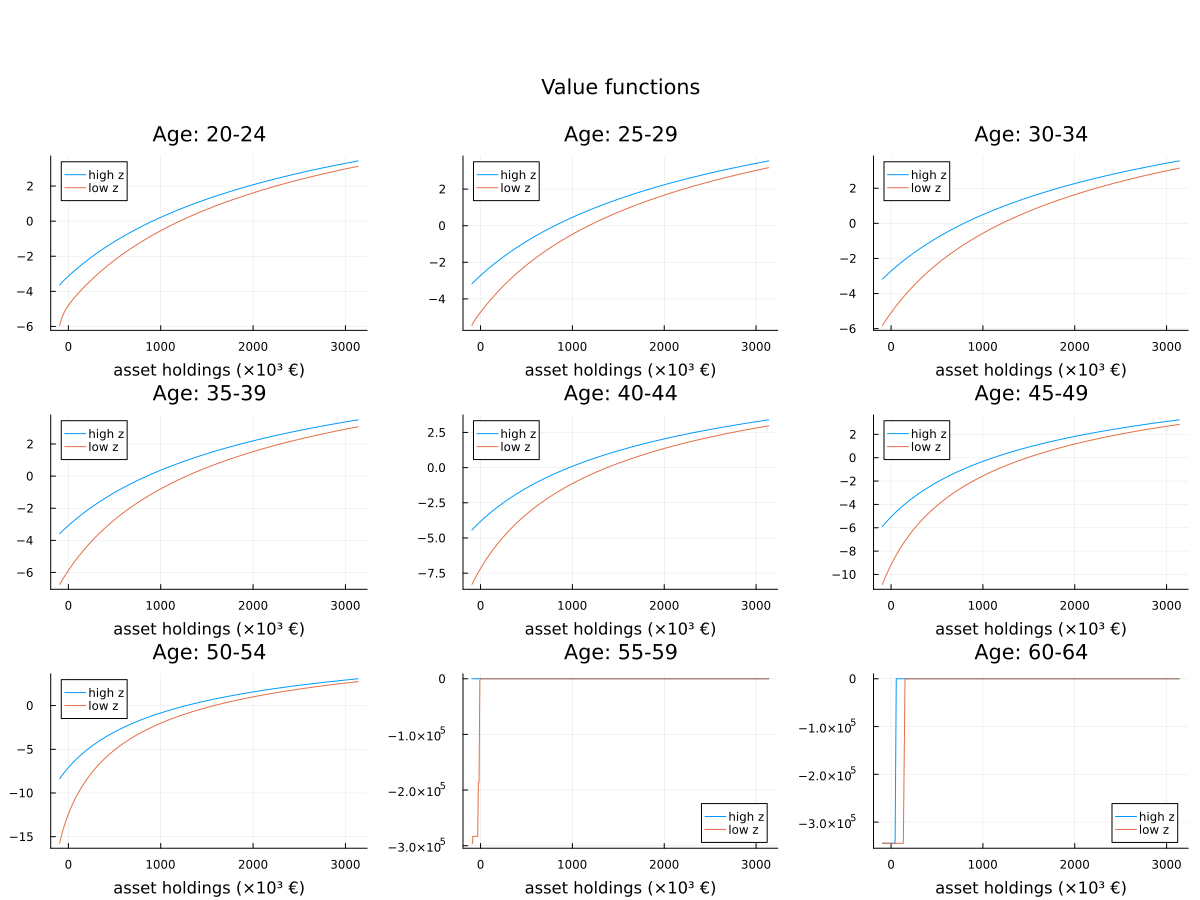 Value functions
Age: 20-24
high z
low z
2
0
−2
−4
−6
0 1000 2000 3000
asset holdings (×10³ €)
Age: 25-29
high z
low z
2
0
−2
−4
0 1000 2000 3000
asset holdings (×10³ €)
Age: 30-34
high z
low z
2
0
−2
−4
−6
0 1000 2000 3000
asset holdings (×10³ €)
Age: 35-39
high z
low z
2
0
−2
−4
−6
0 1000 2000 3000
asset holdings (×10³ €)
Age: 40-44
high z
low z
2.5
0.0
−2.5
−5.0
−7.5
0 1000 2000 3000
asset holdings (×10³ €)
Age: 45-49
high z
low z
2
0
−2
−4
−6
−8
−10
0 1000 2000 3000
asset holdings (×10³ €)
Age: 50-54
high z
low z
0
−5
−10
−15
0 1000 2000 3000
asset holdings (×10³ €)
Age: 55-59
0
−1.0×10⁵
−2.0×10⁵
−3.0×10⁵
high z
low z
0 1000 2000 3000
asset holdings (×10³ €)
Age: 60-64
0
−1.0×10⁵
−2.0×10⁵
−3.0×10⁵
high z
low z
0 1000 2000 3000
asset holdings (×10³ €)